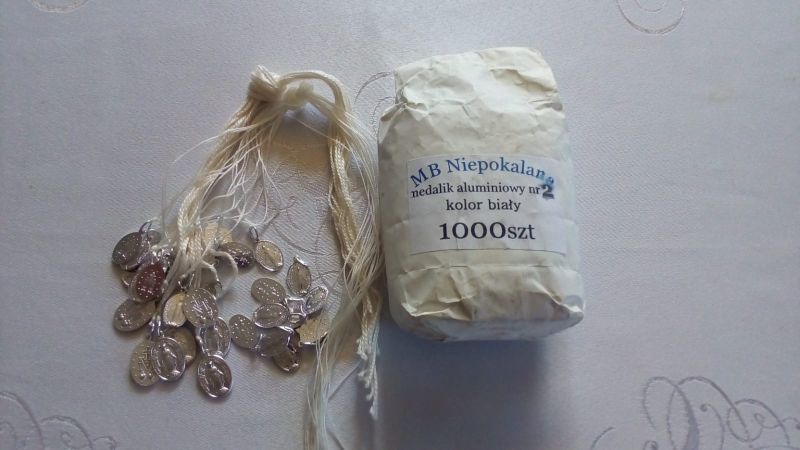 MB Niepokalana
medalik aluminiowy nr 2
kolor biały
1000szt